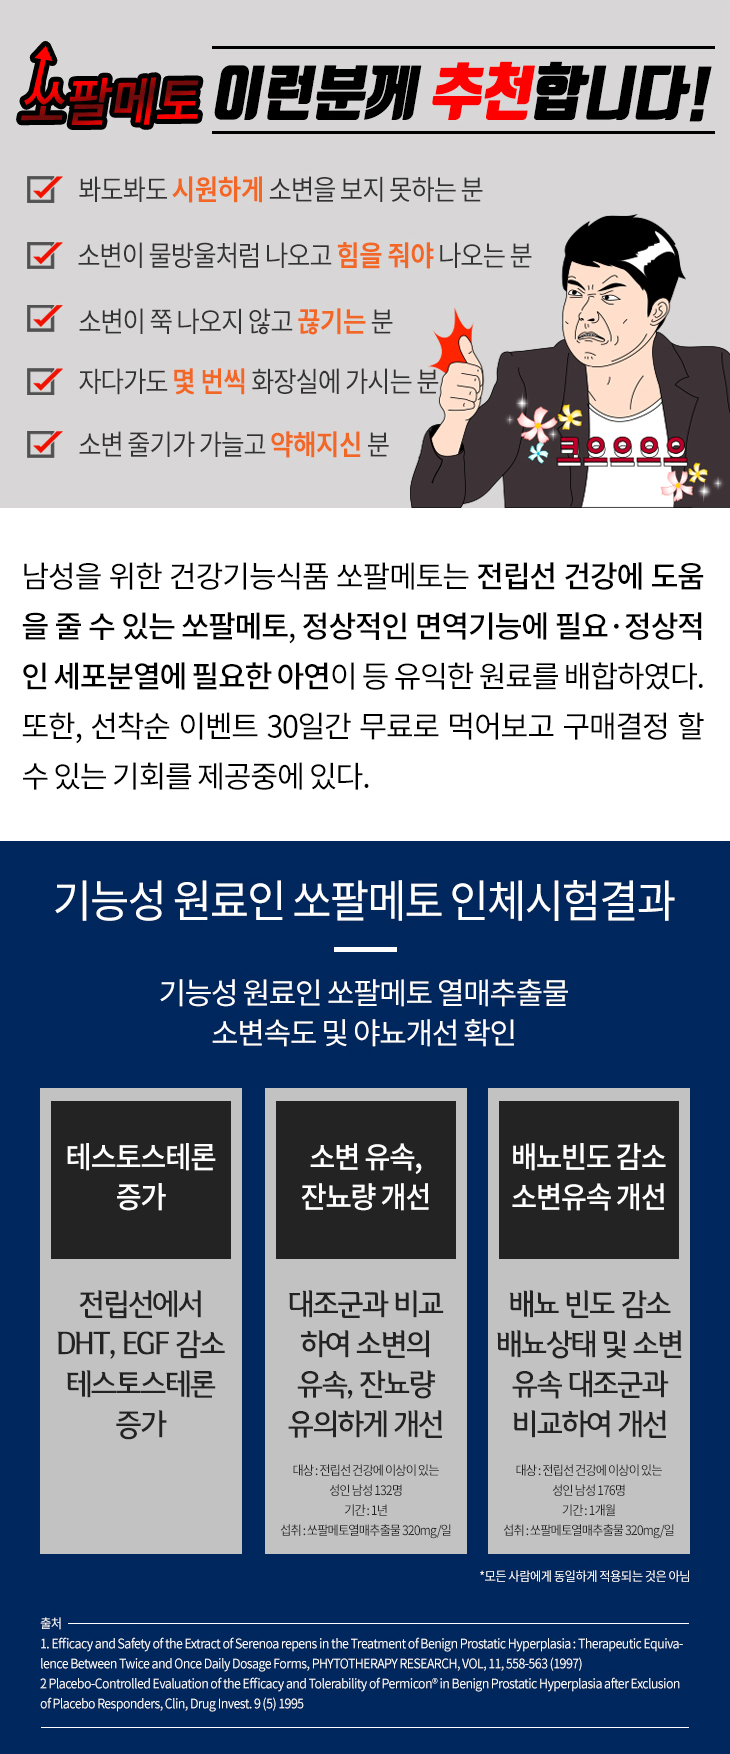 쏘팔메토 이런분께 추천합니다!
봐도봐도 시원하게 소변을 보지 못하는 분
소변이 물방울처럼 나오고 힘을 줘야 나오는 분
소변이 쭉 나오지 않고 끊기는 분
자다가도 몇 번씩 화장실에 가시는 분
소변 줄기가 가늘고 약해지신 분
크으으으으
남성을 위한 건강기능식품 쏘팔메토는 전립선 건강에 도움
을 줄 수 있는 쏘팔메토, 정상적인 면역기능에 필요·정상적
인 세포분열에 필요한 아연이 등 유익한 원료를 배합하였다.
또한, 선착순 이벤트 30일간 무료로 먹어보고 구매결정 할
수 있는 기회를 제공중에 있다.
기능성 원료인 쏘팔메토 인체시험결과
기능성 원료인 쏘팔메토 열매추출물
소변속도 및 야뇨개선 확인
테스토스테론
증가
전립선에서
DHT, EGF 감소
테스토스테론
증가
소변 유속,
잔뇨량 개선
대조군과 비교
하여 소변의
유속, 잔뇨량
유의하게 개선
대상 : 전립선 건강에 이상이 있는
성인 남성 132명
기간 : 1년
섭취 : 쏘팔메토열매추출물 320mg/일
배뇨빈도 감소
소변유속 개선
배뇨 빈도 감소
배뇨상태 및 소변
유속 대조군과
비교하여 개선
대상 : 전립선 건강에 이상이 있는
성인 남성 176명
기간 : 1개월
섭취 : 쏘팔메토열매추출물 320mg/일
*모든 사람에게 동일하게 적용되는 것은 아님
출처
1. Efficacy and Safety of the Extract of Serenoa repens in the Treatment of Benign Prostatic Hyperplasia : Therapeutic Equiva-
lence Between Twice and Once Daily Dosage Forms, PHYTOTHERAPY RESEARCH, VOL, 11, 558-563 (1997)
2 Placebo-Controlled Evaluation of the Efficacy and Tolerability of Permicon® in Benign Prostatic Hyperplasia after Exclusion
of Placebo Responders, Clin, Drug Invest. 9 (5) 1995